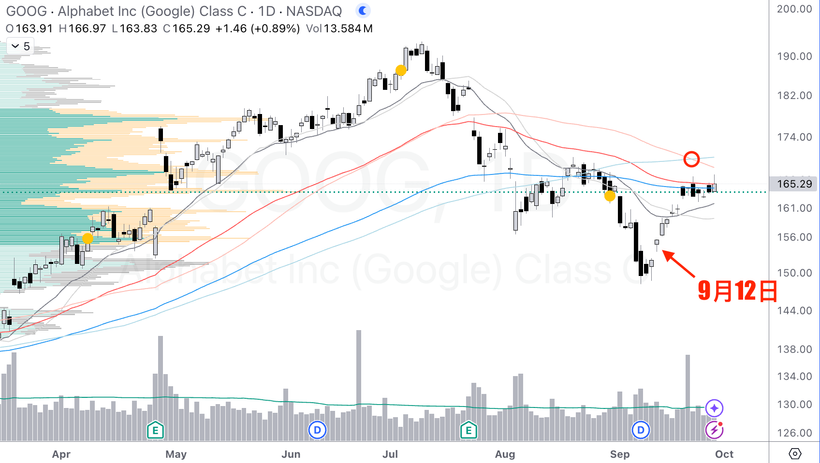 GOOG · Alphabet Inc (Google) Class C · 1D · NASDAQ
O163.91 H166.97 L163.83 C165.29 +1.46 (+0.89%) Vol13.584M
5
200.00
190.00
182.00
174.00
165.29
161.00
156.00
150.00
144.00
138.00
134.00
130.00
126.00
GOOG, 1D
Alphabet Inc (Google) Class C
9月12日
E
D
E
D
Apr
May
Jun
Jul
Aug
Sep
Oct